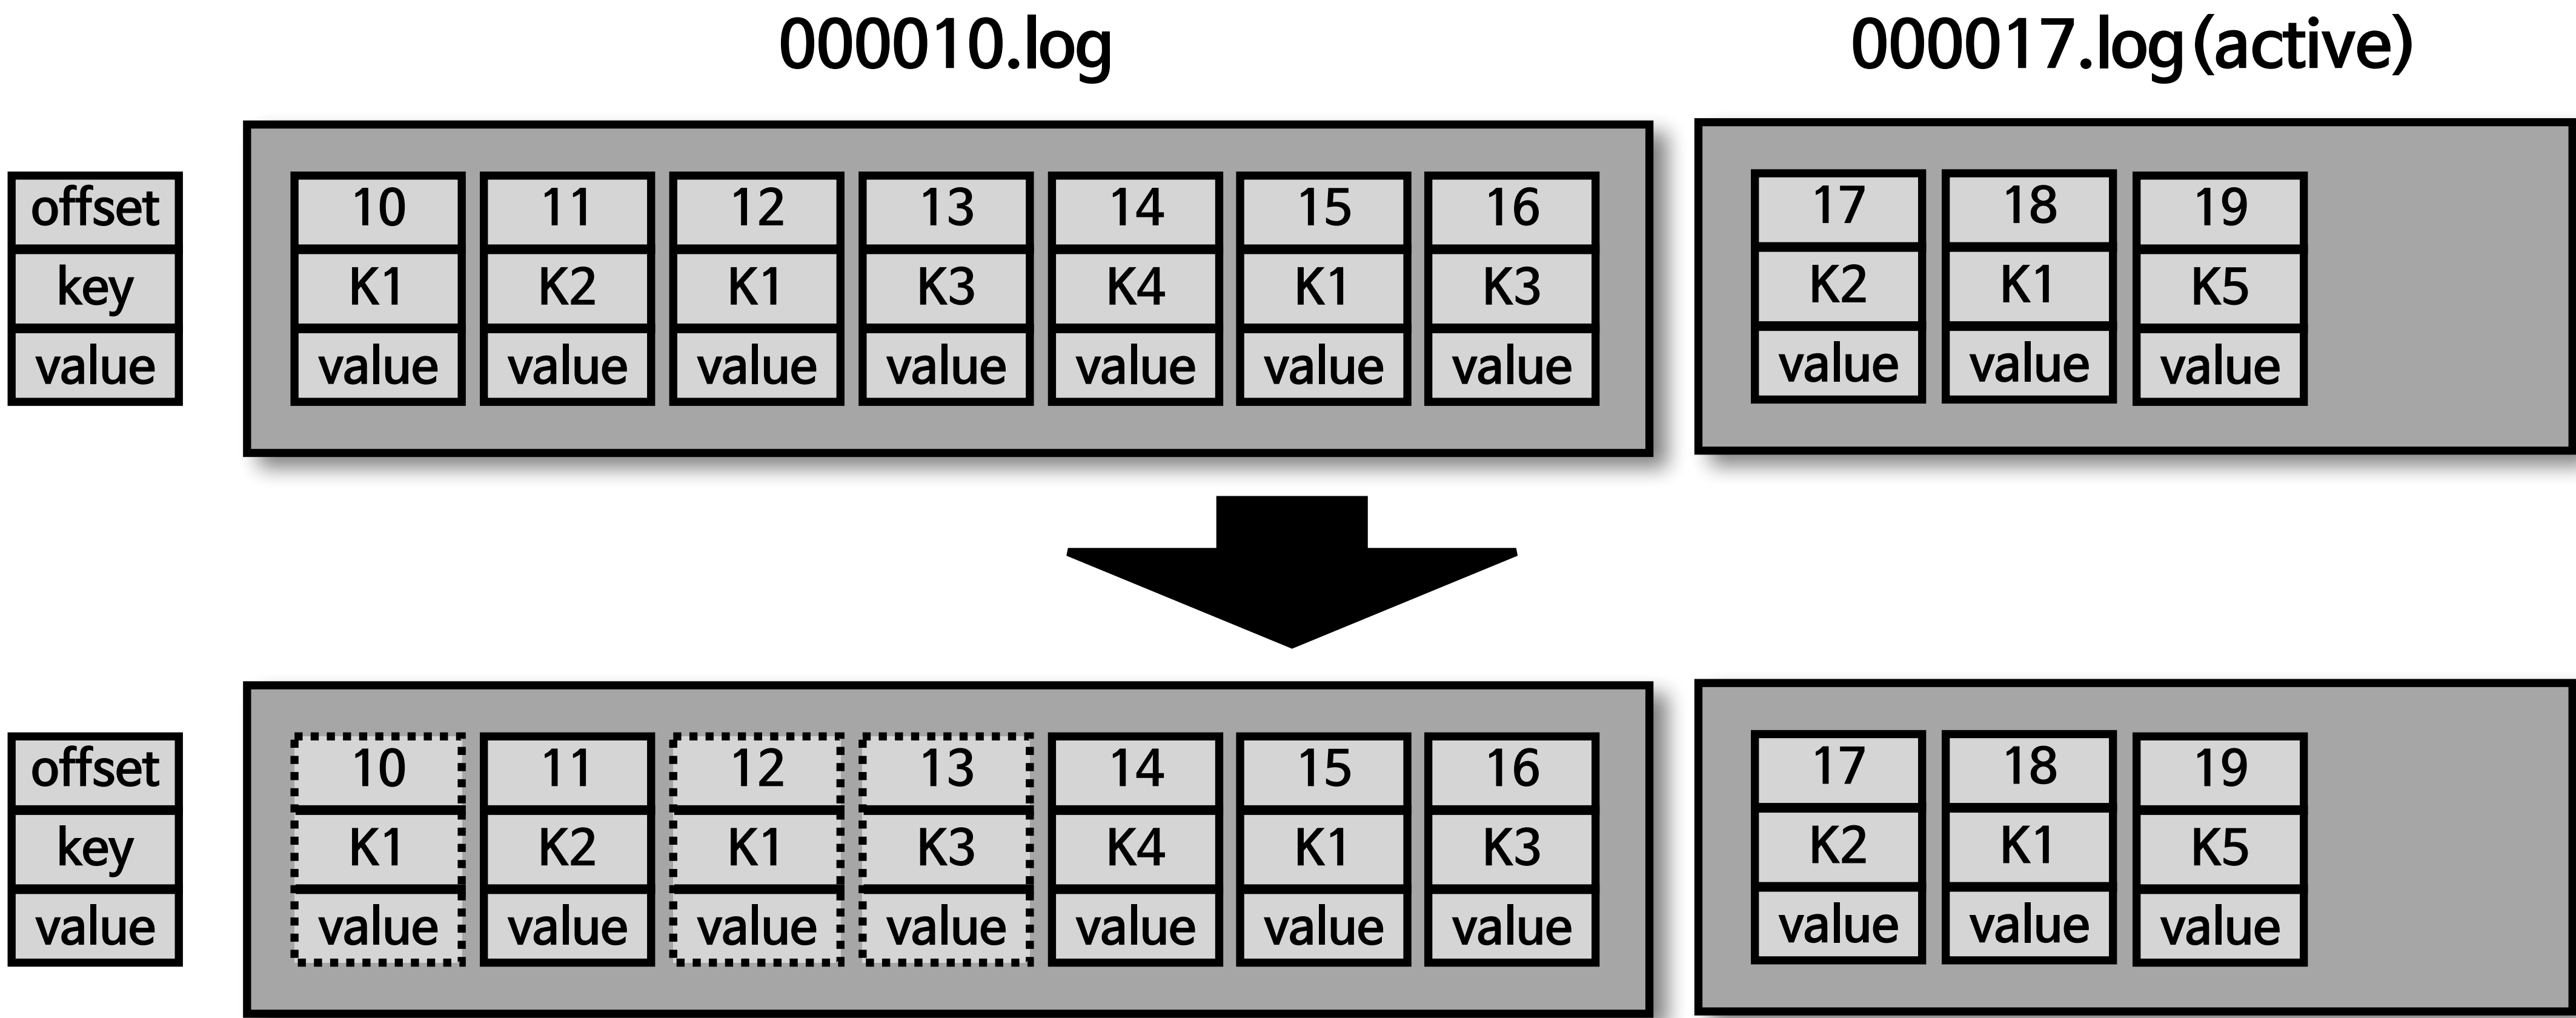 000010.log 000017.log (active)
offset 10 11 12 13 14 15 16 17 18 19
key K1 K2 K1 K3 K4 K1 K3 K2 K1 K5
value value value value value value value value value value value
offset 10 11 12 13 14 15 16 17 18 19
key K1 K2 K1 K3 K4 K1 K3 K2 K1 K5
value value value value value value value value value value value